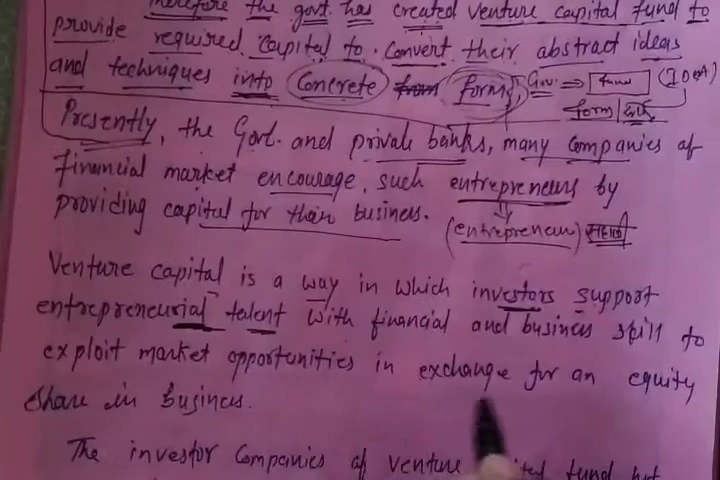 therefore the govt. has created venture capital fund to
provide required capital to convert their abstract ideas
and techniques into Concrete from forms, Gov. ⇒ fund (IDEA)
form
Presently, the Govt. and private banks, many companies of
financial market encourage, such entrepreneurs by
providing capital for their business.
(entrepreneur)
Venture capital is a way in which investors support
entrepreneurial talent with financial and business skill to
exploit market opportunities in exchange for an equity
share in business.
The investor companies of venture capital fund but